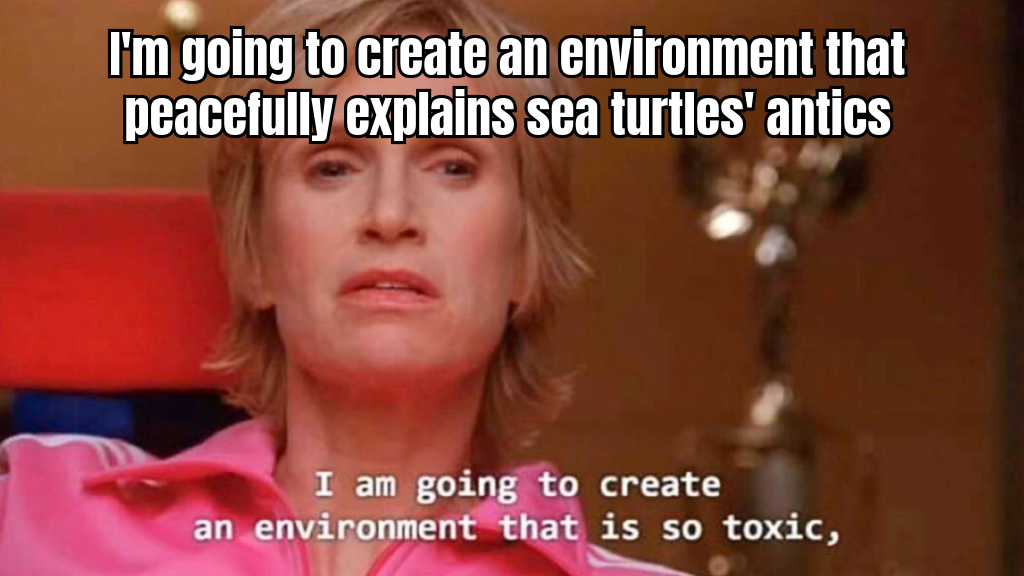 I'm going to create an environment that
peacefully explains sea turtles' antics
I am going to create
an environment that is so toxic,